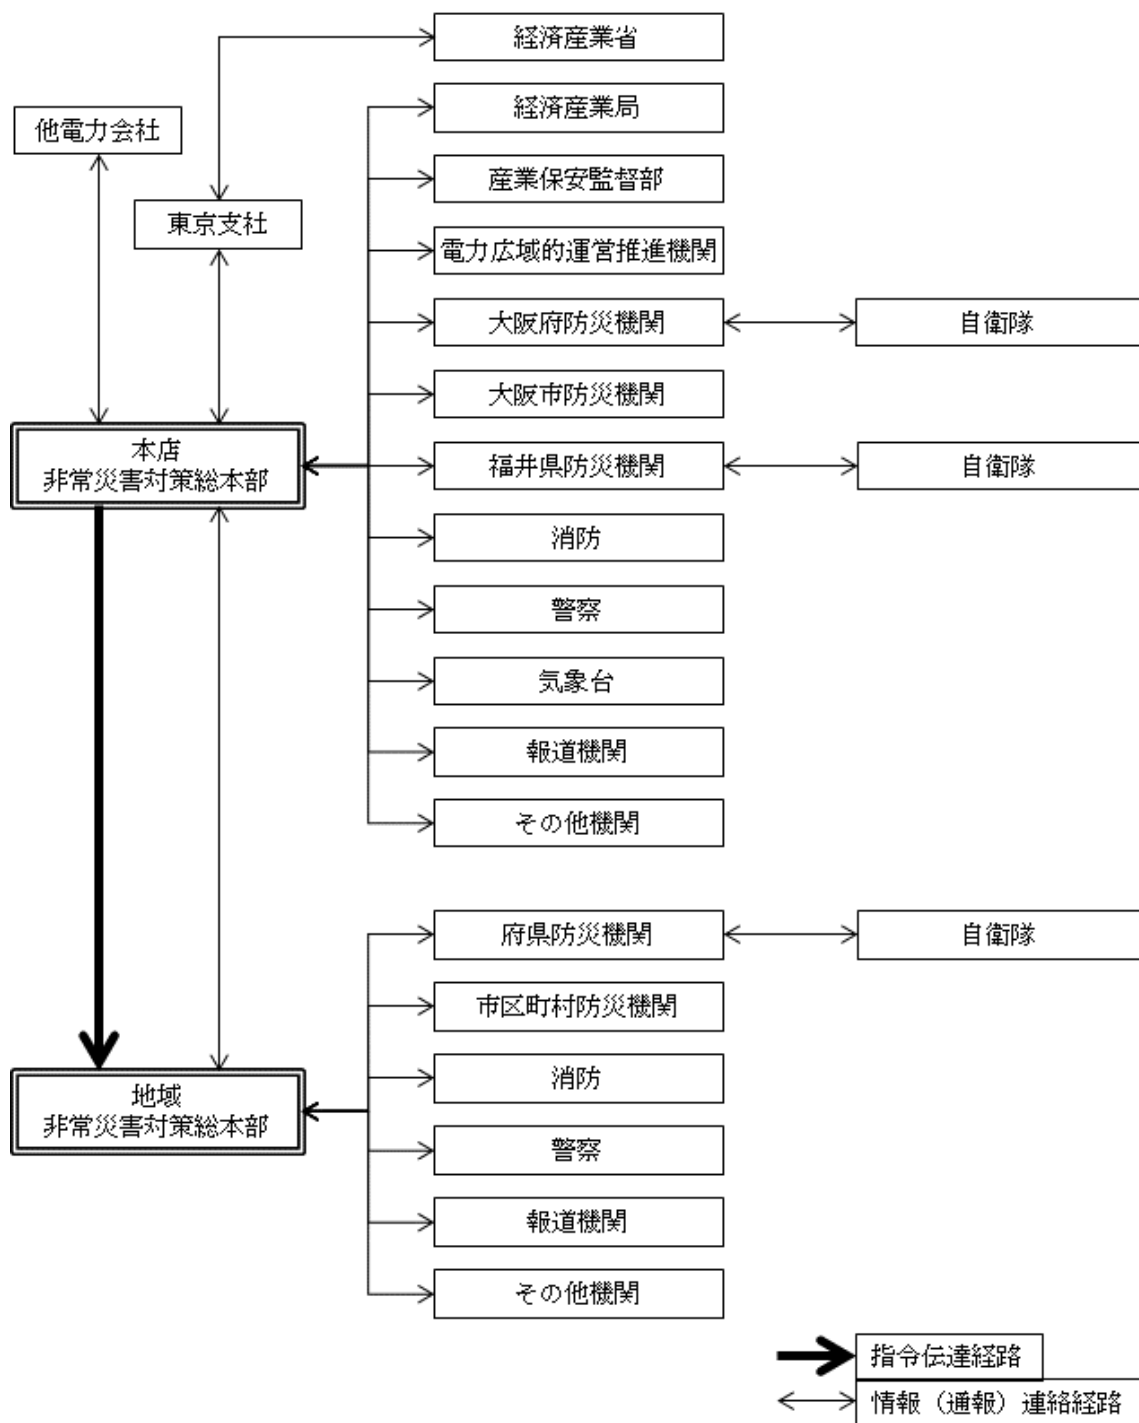 経済産業省
経済産業局
他電力会社
産業保安監督部
東京支社
電力広域的運営推進機関
大阪府防災機関
自衛隊
大阪市防災機関
本店
非常災害対策総本部
福井県防災機関
自衛隊
消防
警察
気象台
報道機関
その他機関
府県防災機関
自衛隊
市区町村防災機関
消防
地域
非常災害対策総本部
警察
報道機関
その他機関
指令伝達経路
情報（通報）連絡経路